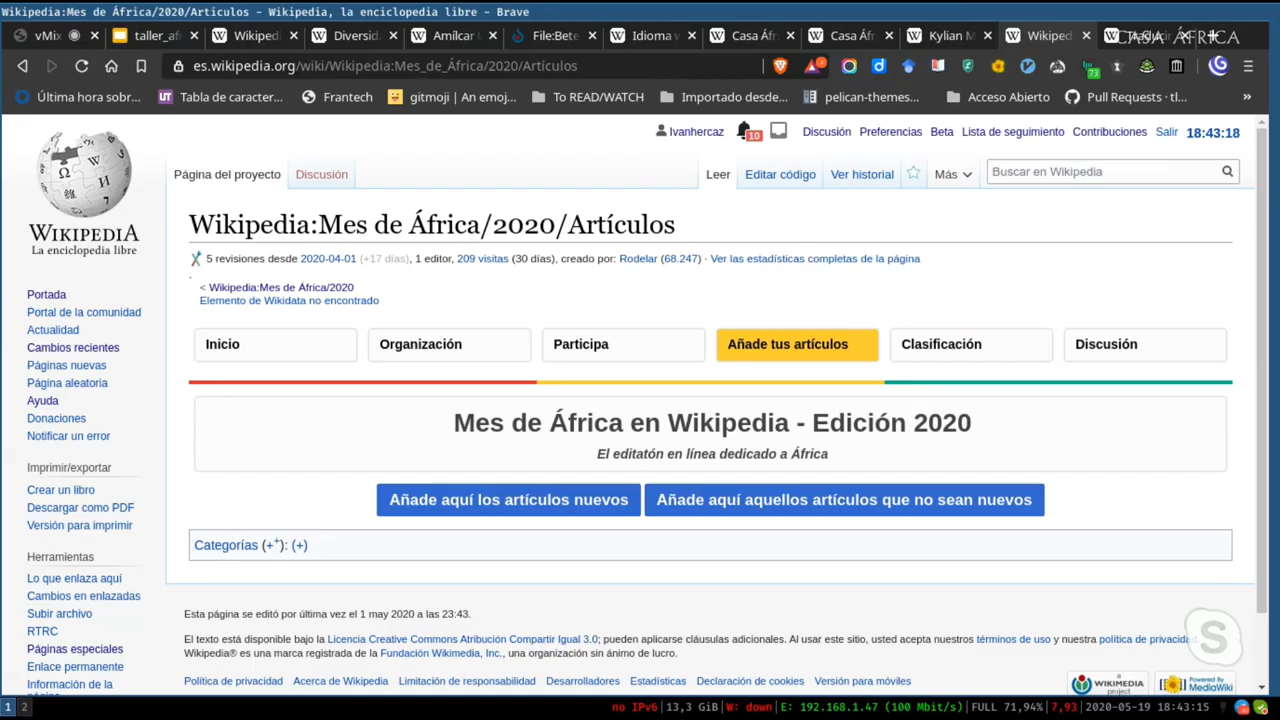 Wikipedia:Mes de África/2020/Artículos - Wikipedia, la enciclopedia libre - Brave
vMix
taller_af
Wikiped
Diversid
Amílcar
File:Bete
Idioma v
Casa Áfr
Casa Áfr
Kylian M
Wikiped
CASA ÁFRICA
es.wikipedia.org/wiki/Wikipedia:Mes_de_África/2020/Artículos
73
Última hora sobr...
Tabla de caracter...
Frantech
gitmoji | An emoj...
To READ/WATCH
Importado desde...
pelican-themes...
Acceso Abierto
Pull Requests · tl...
»
Ivanhercaz
10
Discusión
Preferencias
Beta
Lista de seguimiento
Contribuciones
Salir
18:43:18
Página del proyecto
Discusión
Leer
Editar código
Ver historial
Más
Buscar en Wikipedia
WIKIPEDIA
La enciclopedia libre
Wikipedia:Mes de África/2020/Artículos
5 revisiones desde 2020-04-01 (+17 días), 1 editor, 209 visitas (30 días), creado por: Rodelar (68.247) · Ver las estadísticas completas de la página
.
< Wikipedia:Mes de África/2020
Elemento de Wikidata no encontrado
Portada
Portal de la comunidad
Actualidad
Cambios recientes
Páginas nuevas
Página aleatoria
Ayuda
Donaciones
Notificar un error
Imprimir/exportar
Crear un libro
Descargar como PDF
Versión para imprimir
Herramientas
Lo que enlaza aquí
Cambios en enlazadas
Subir archivo
RTRC
Páginas especiales
Enlace permanente
Información de la
Inicio
Organización
Participa
Añade tus artículos
Clasificación
Discusión
Mes de África en Wikipedia - Edición 2020
El editatón en línea dedicado a África
Añade aquí los artículos nuevos
Añade aquí aquellos artículos que no sean nuevos
Categorías (+⁺): (+)
Esta página se editó por última vez el 1 may 2020 a las 23:43.
El texto está disponible bajo la Licencia Creative Commons Atribución Compartir Igual 3.0; pueden aplicarse cláusulas adicionales. Al usar este sitio, usted acepta nuestros términos de uso y nuestra política de privacidad.
Wikipedia® es una marca registrada de la Fundación Wikimedia, Inc., una organización sin ánimo de lucro.
Política de privacidad
Acerca de Wikipedia
Limitación de responsabilidad
Desarrolladores
Estadísticas
Declaración de cookies
Versión para móviles
a
WIKIMEDIA
project
Powered By
MediaWiki
S
1
2
no IPv6|13,3 GiB|W: down|E: 192.168.1.47 (100 Mbit/s)|FULL 71,94%|7,93|2020-05-19 18:43:15